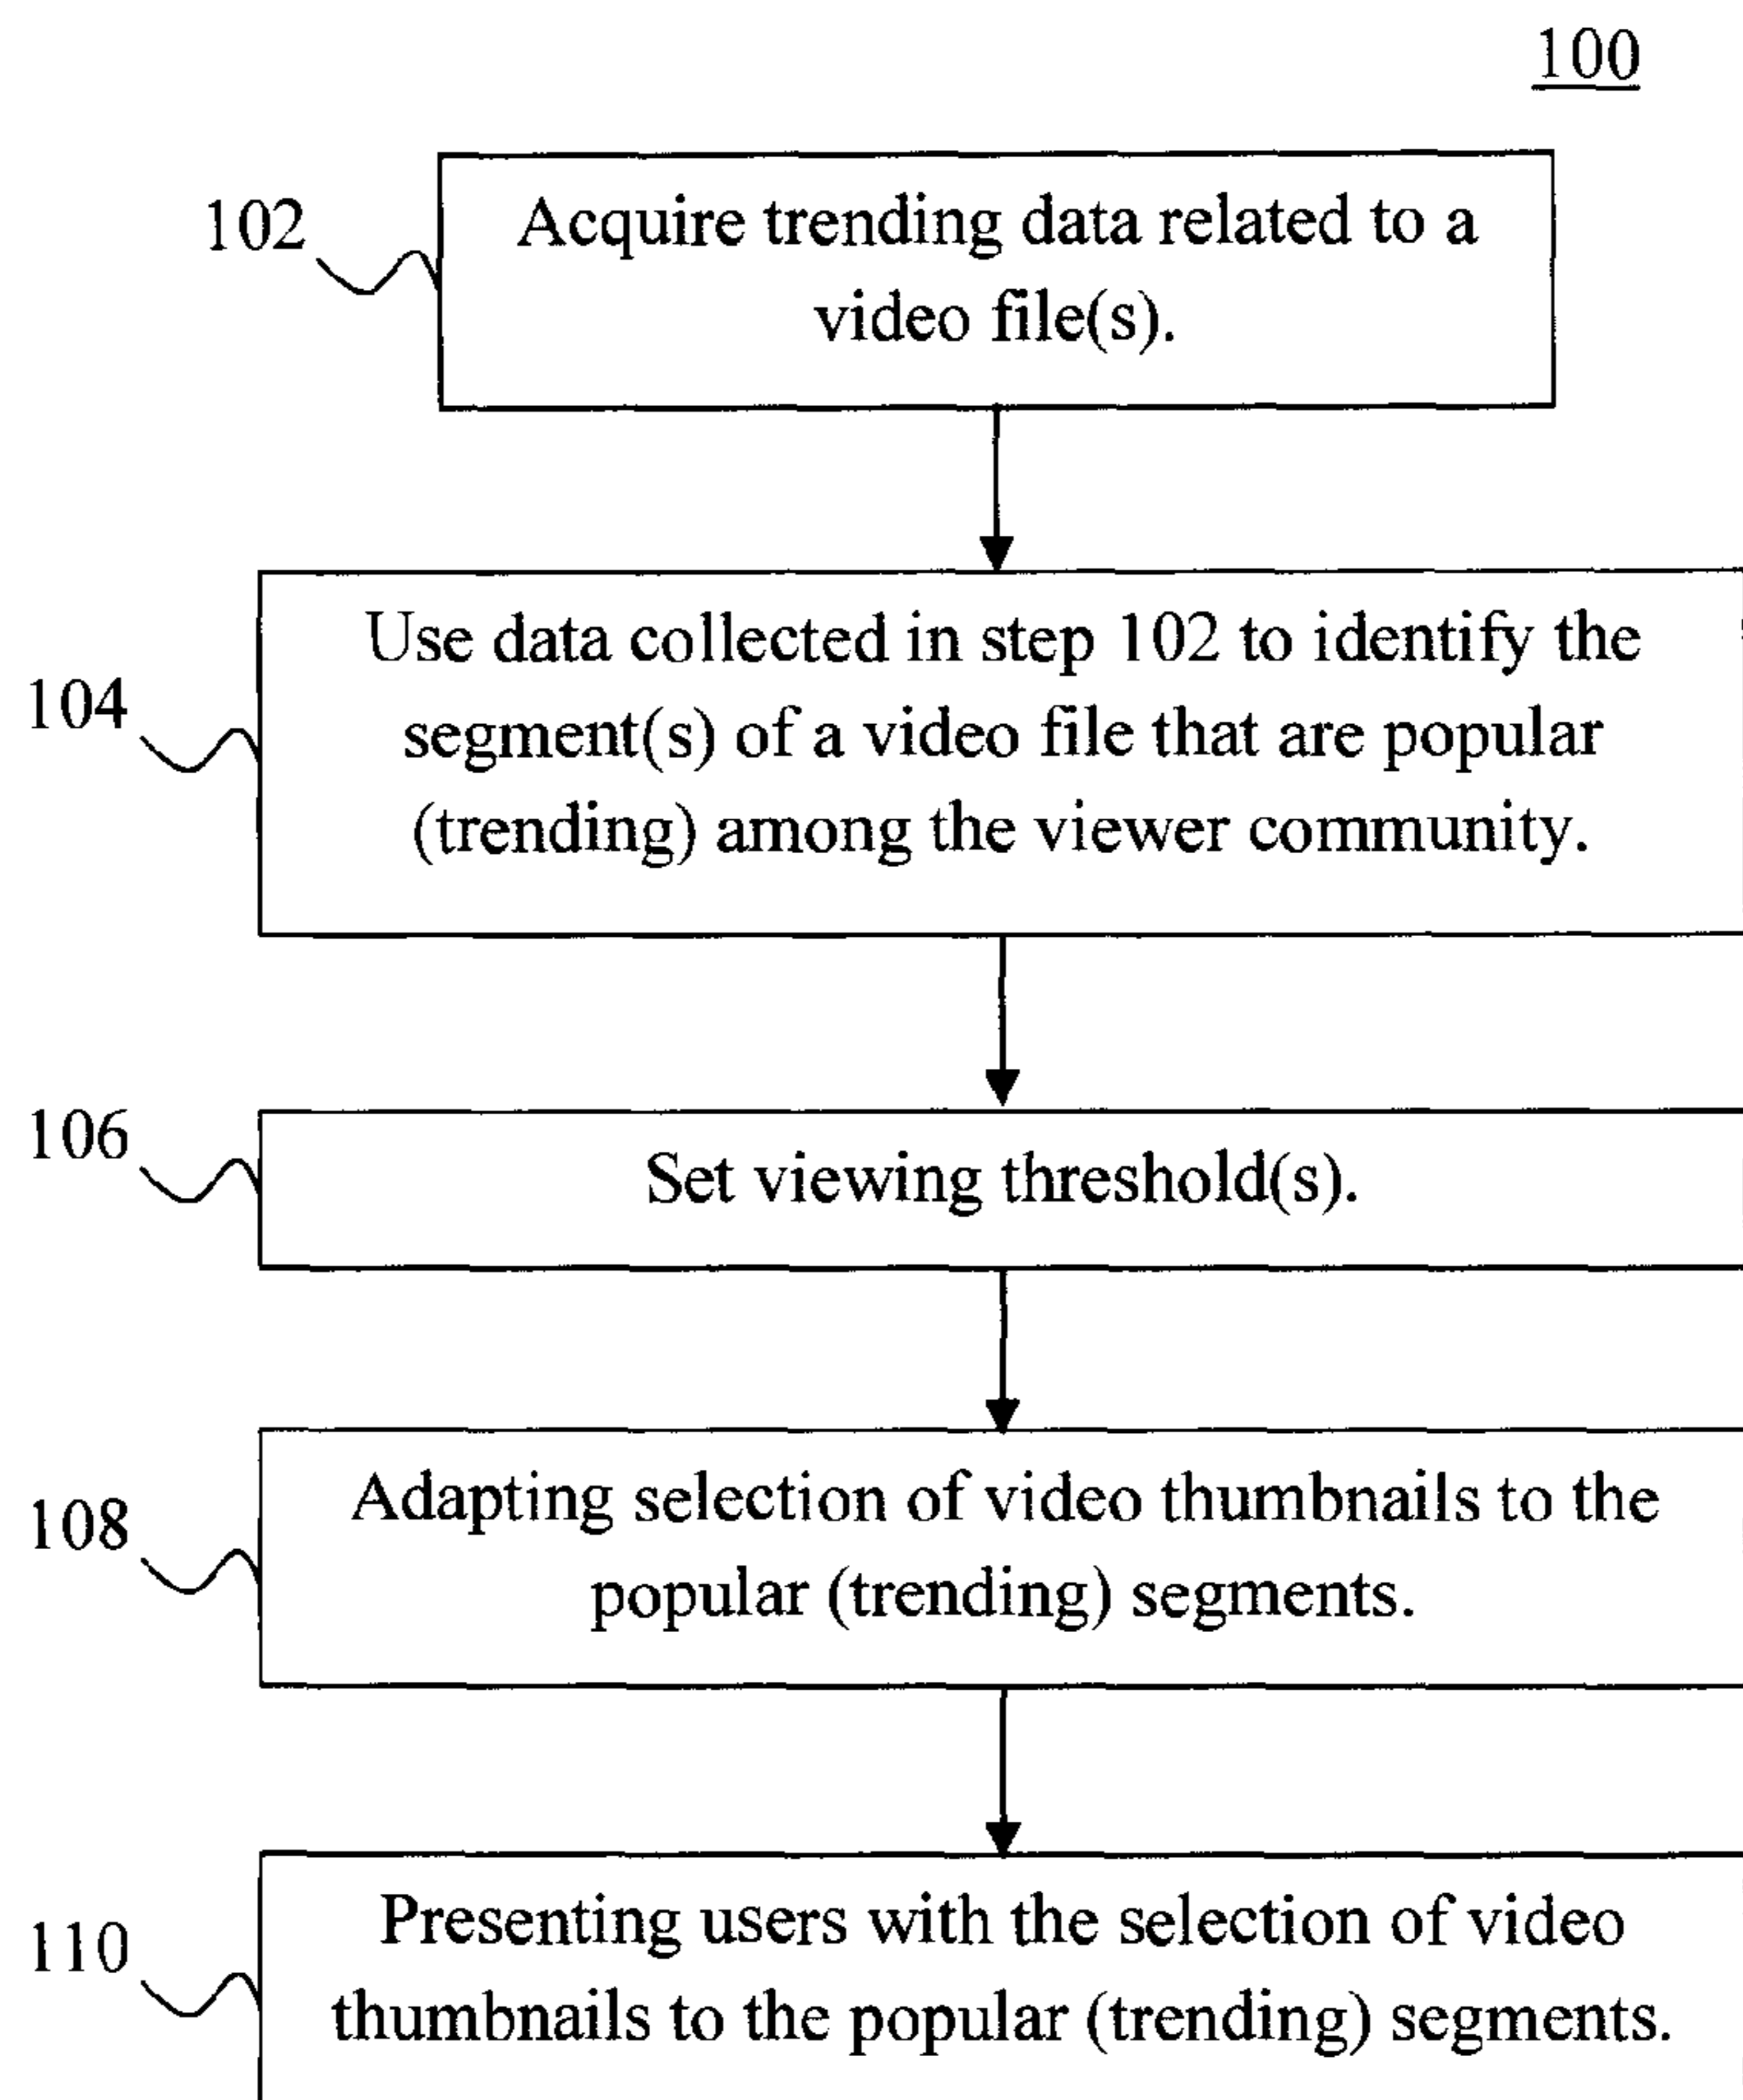 100
102
Acquire trending data related to a
video file(s).
104
Use data collected in step 102 to identify the
segment(s) of a video file that are popular
(trending) among the viewer community.
106
Set viewing threshold(s).
108
Adapting selection of video thumbnails to the
popular (trending) segments.
110
Presenting users with the selection of video
thumbnails to the popular (trending) segments.